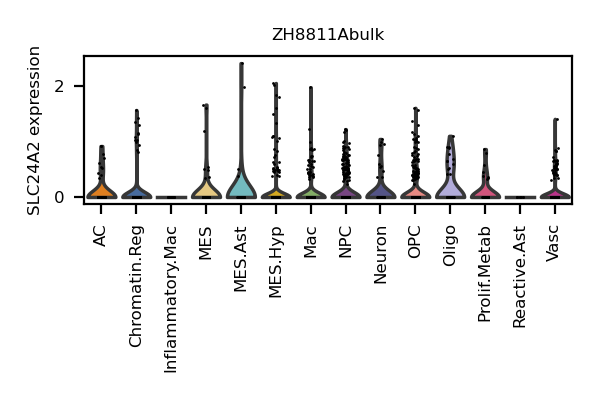 ZH8811Abulk
SLC24A2 expression
2
0
AC
Chromatin.Reg
Inflammatory.Mac
MES
MES.Ast
MES.Hyp
Mac
NPC
Neuron
OPC
Oligo
Prolif.Metab
Reactive.Ast
Vasc